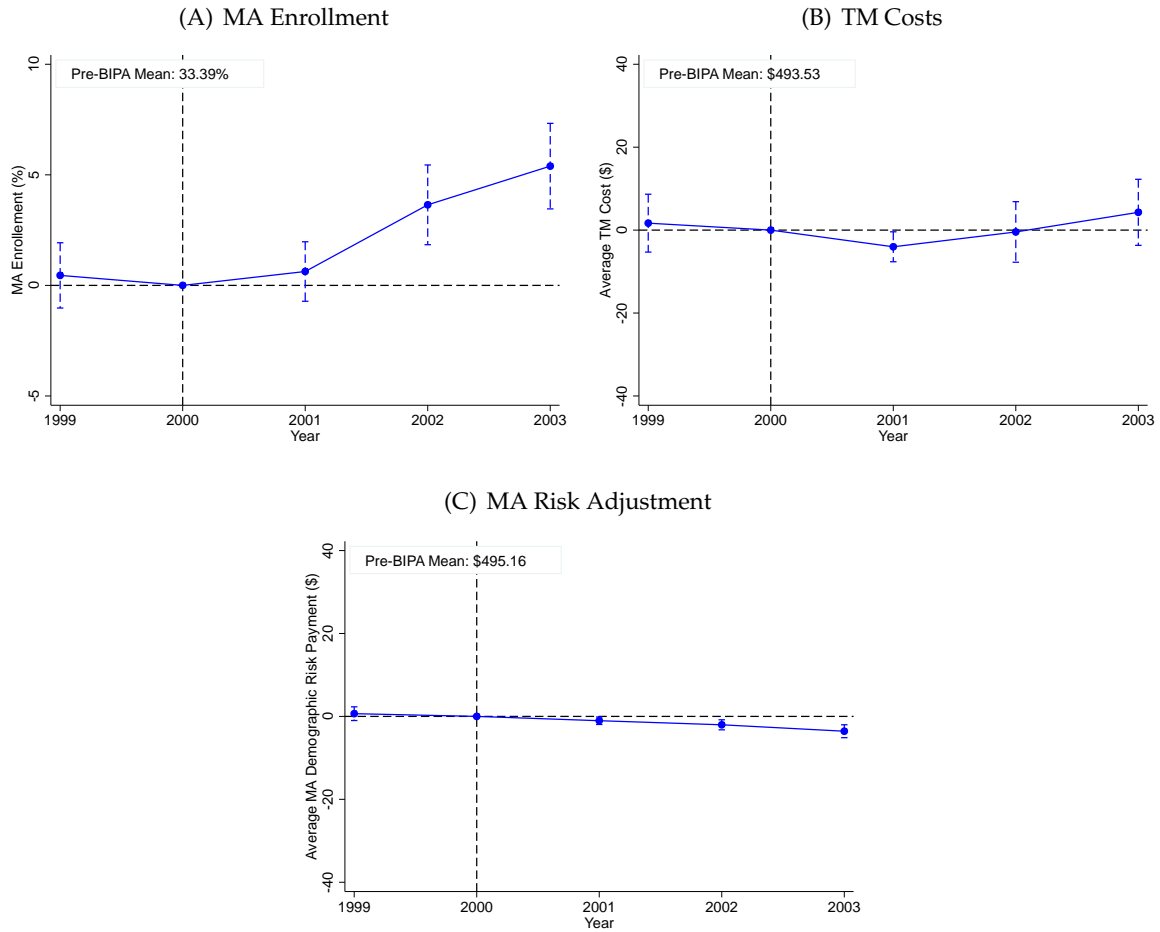 (A) MA Enrollment
Pre-BIPA Mean: 33.39%
MA Enrollement (%)
10
5
0
-5
1999 2000 2001 2002 2003
Year
(B) TM Costs
Pre-BIPA Mean: $493.53
Average TM Cost ($)
40
20
0
-20
-40
1999 2000 2001 2002 2003
Year
(C) MA Risk Adjustment
Pre-BIPA Mean: $495.16
Average MA Demographic Risk Payment ($)
40
20
0
-20
-40
1999 2000 2001 2002 2003
Year